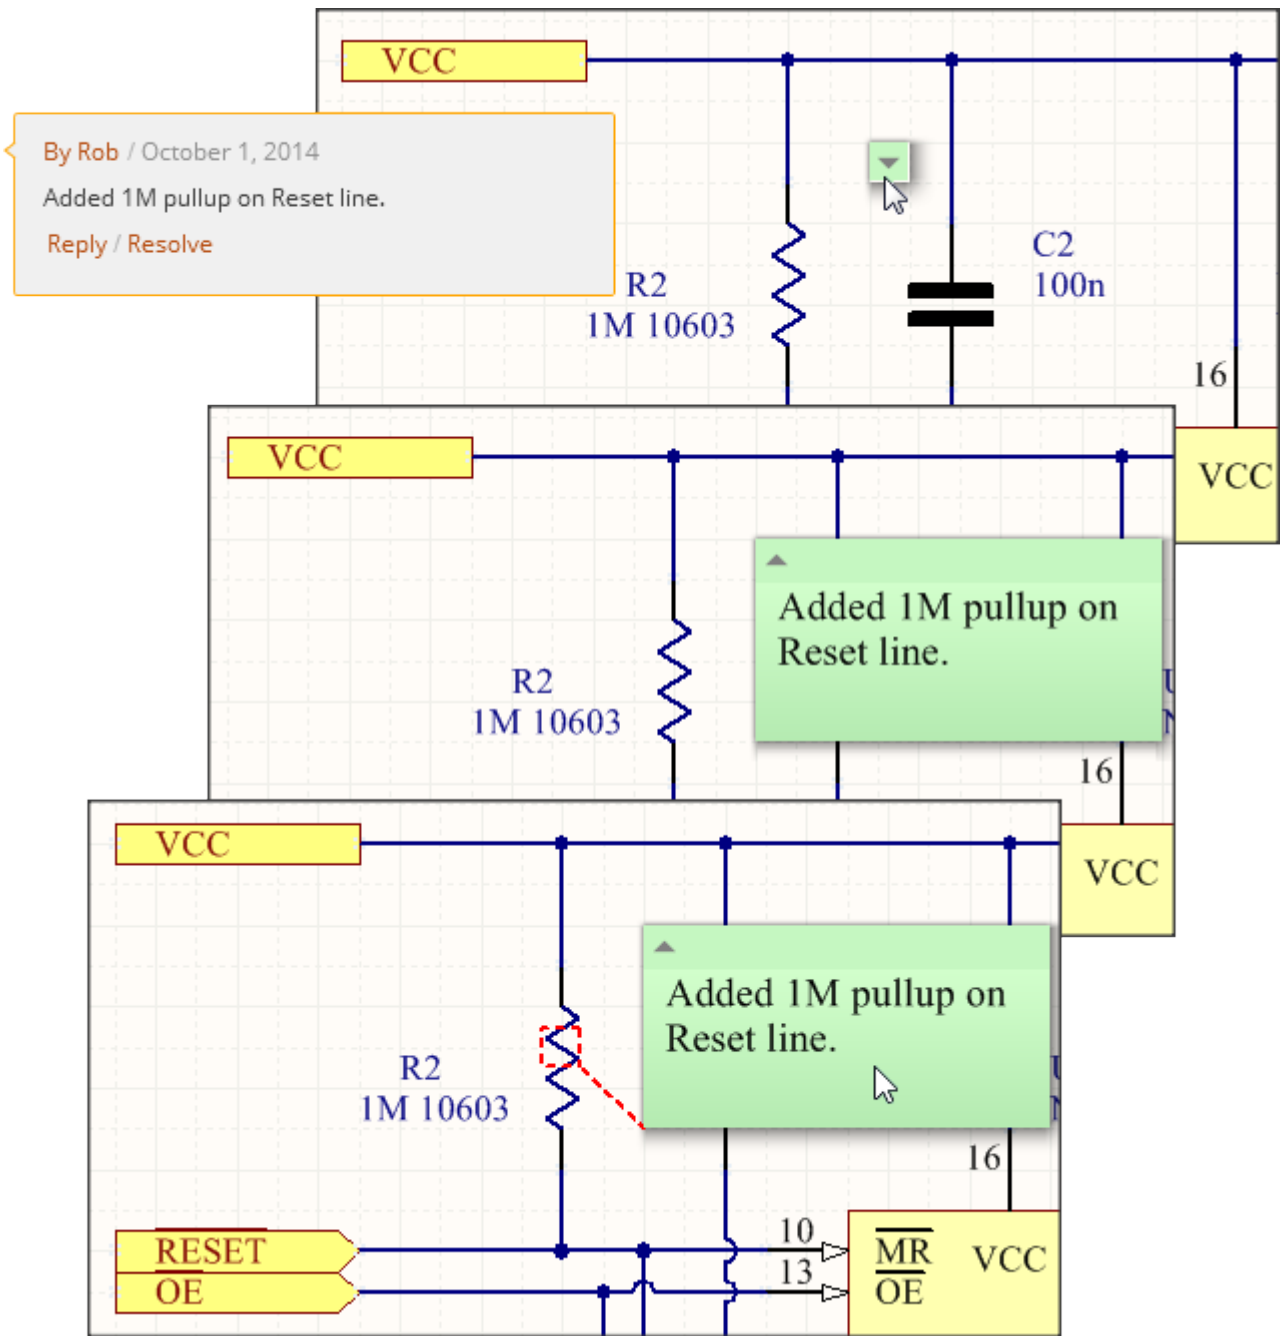 VCC
By Rob / October 1, 2014
Added 1M pullup on Reset line.
Reply / Resolve
R2
1M 10603
C2
100n
16
VCC
VCC
Added 1M pullup on
Reset line.
R2
1M 10603
16
VCC
VCC
Added 1M pullup on
Reset line.
R2
1M 10603
16
RESET
10
MR
VCC
OE
13
OE